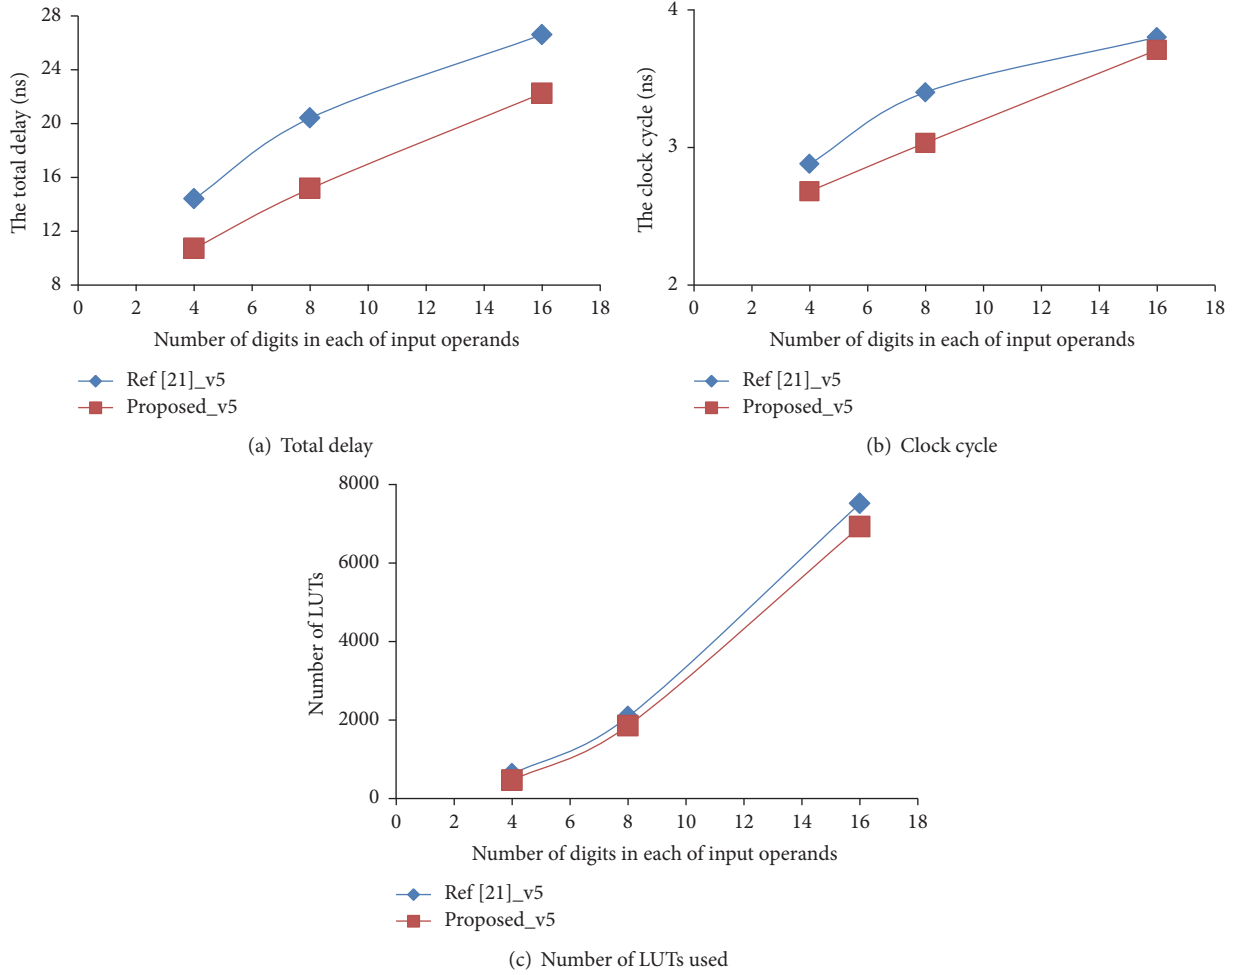 28
24
20
16
12
8
The total delay (ns)
0 2 4 6 8 10 12 14 16 18
Number of digits in each of input operands
Ref [21]_v5
Proposed_v5
(a) Total delay
4
3
2
The clock cycle (ns)
0 2 4 6 8 10 12 14 16 18
Number of digits in each of input operands
Ref [21]_v5
Proposed_v5
(b) Clock cycle
8000
6000
4000
2000
0
Number of LUTs
0 2 4 6 8 10 12 14 16 18
Number of digits in each of input operands
Ref [21]_v5
Proposed_v5
(c) Number of LUTs used